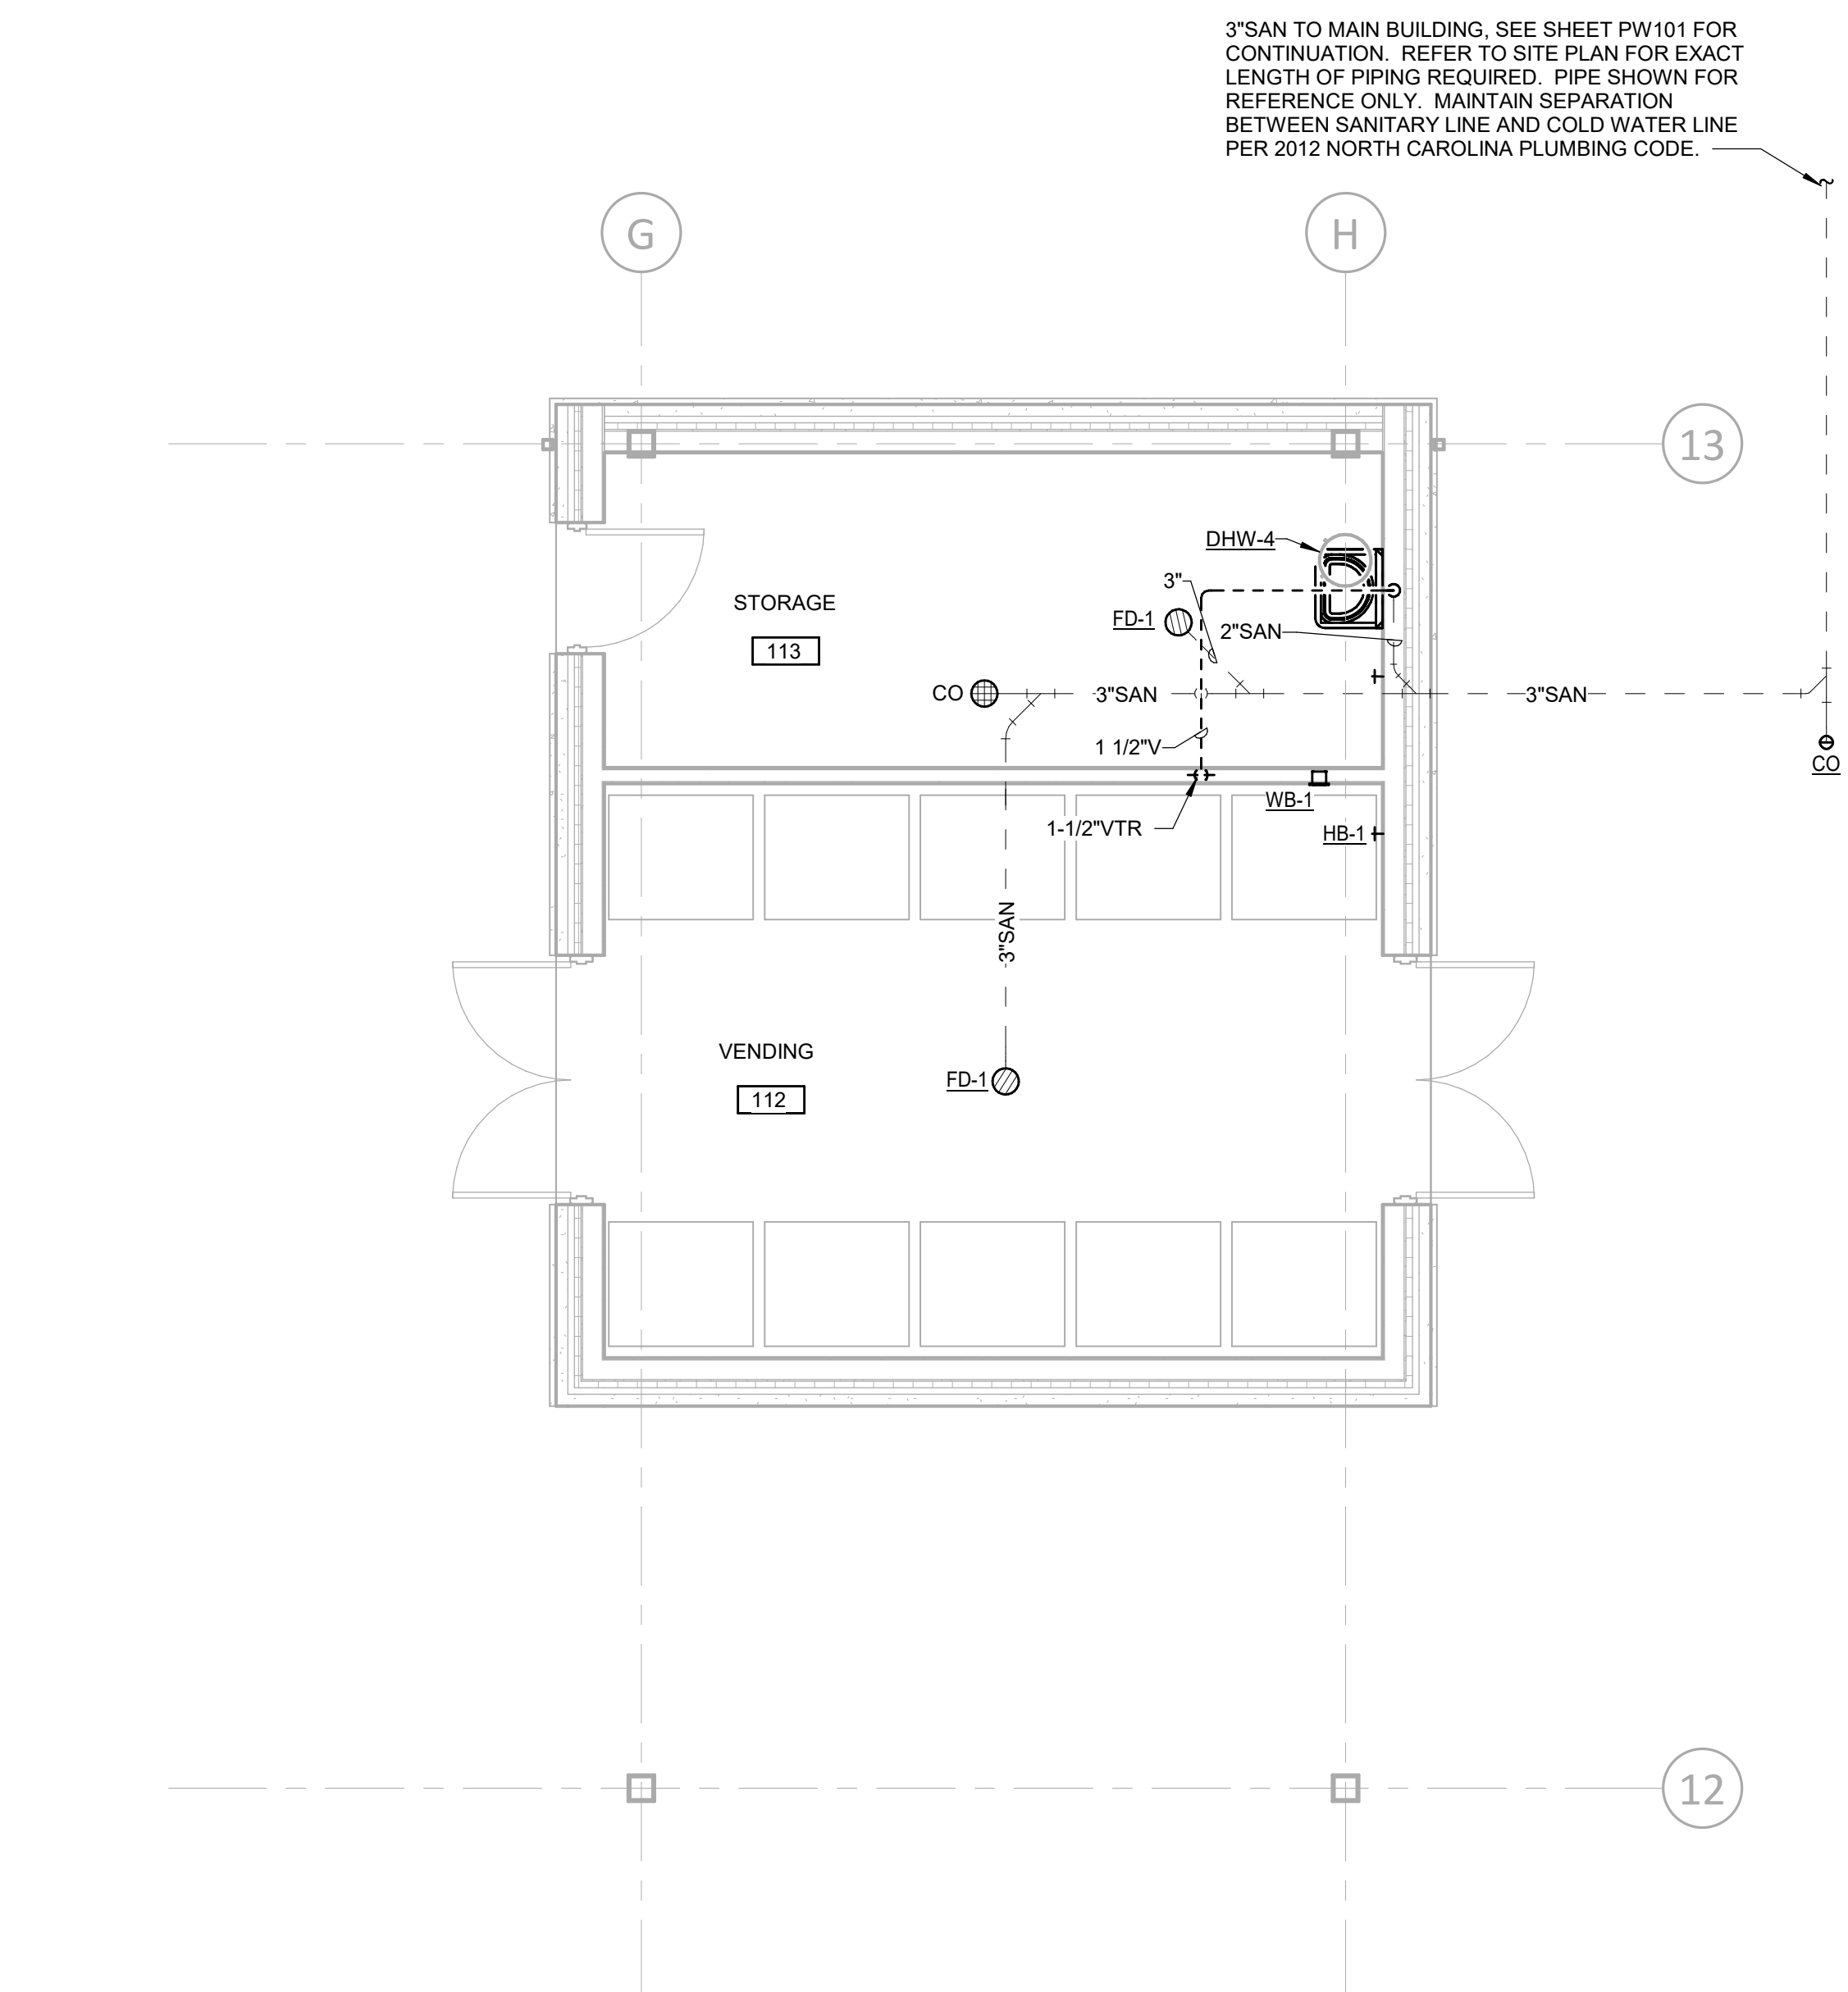 3"SAN TO MAIN BUILDING, SEE SHEET PW101 FOR
CONTINUATION.  REFER TO SITE PLAN FOR EXACT
LENGTH OF PIPING REQUIRED.  PIPE SHOWN FOR
REFERENCE ONLY.  MAINTAIN SEPARATION
BETWEEN SANITARY LINE AND COLD WATER LINE
PER 2012 NORTH CAROLINA PLUMBING CODE.
G
H
13
DHW-4
3"
STORAGE
FD-1
2"SAN
113
CO
3"SAN
3"SAN
1 1/2"V
CO
WB-1
1-1/2"VTR
HB-1
3"SAN
VENDING
FD-1
112
12